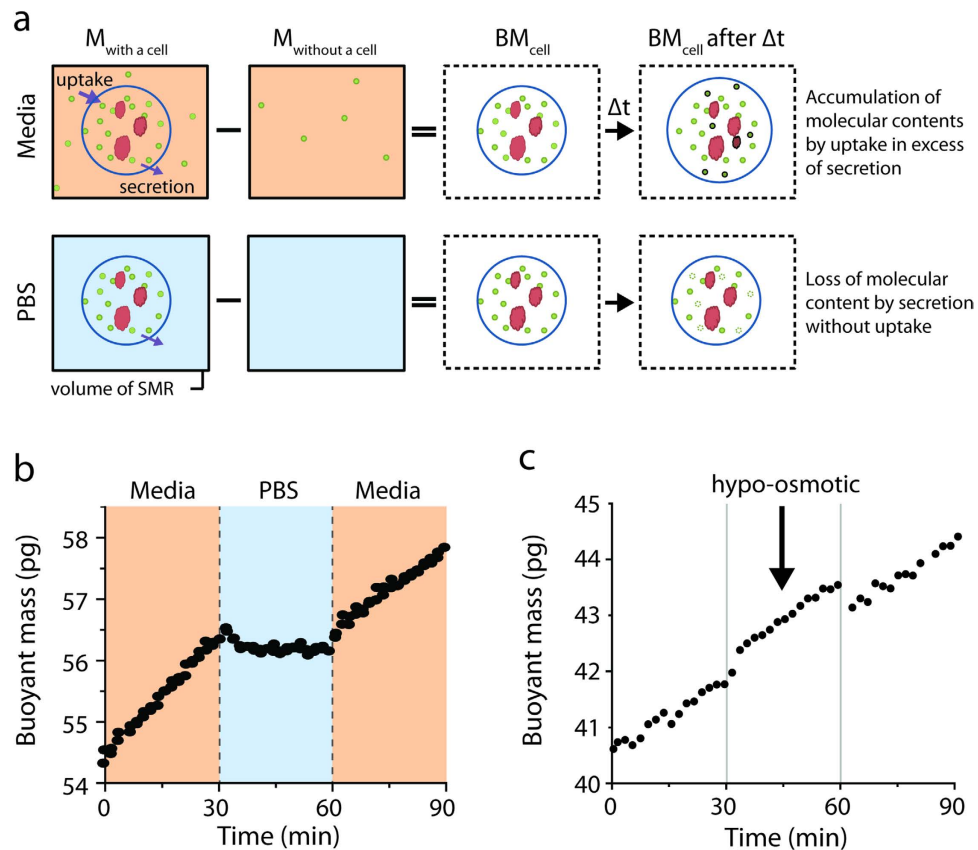 a
M with a cell
M without a cell
BM cell
BM cell after Δt
Media
uptake
secretion
Δt
Accumulation of
molecular contents
by uptake in excess
of secretion
PBS
Loss of molecular
content by secretion
without uptake
volume of SMR
b
Media PBS Media
Buoyant mass (pg)
58
57
56
55
54
0 30 60 90
Time (min)
c
hypo-osmotic
Buoyant mass (pg)
45
44
43
42
41
40
0 30 60 90
Time (min)